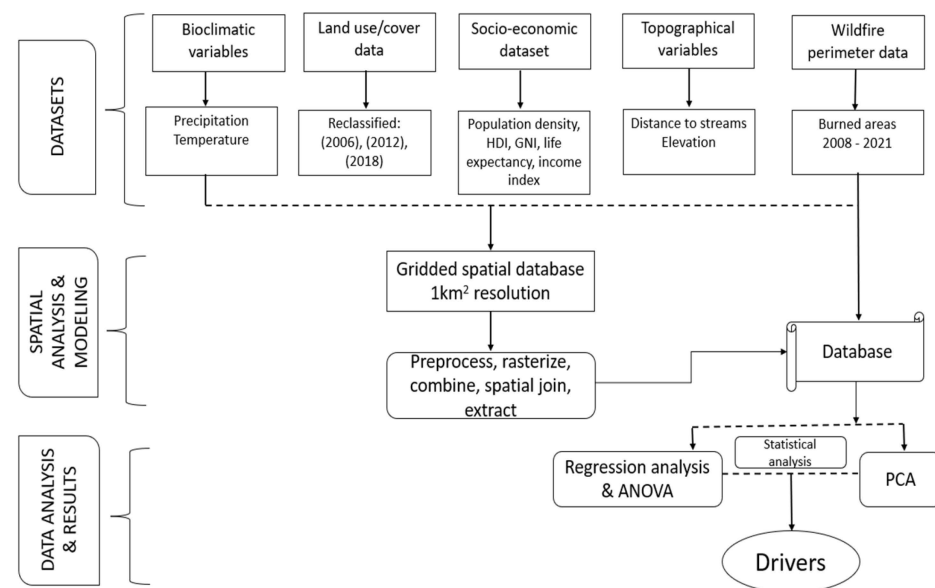 DATASETS
Bioclimatic
variables
Land use/cover
data
Socio-economic
dataset
Topographical
variables
Wildfire
perimeter data
Precipitation
Temperature
Reclassified:
(2006), (2012),
(2018)
Population density,
HDI, GNI, life
expectancy, income
index
Distance to streams
Elevation
Burned areas
2008 - 2021
SPATIAL
ANALYSIS &
MODELING
Gridded spatial database
1km² resolution
Preprocess, rasterize,
combine, spatial join,
extract
Database
DATA ANALYSIS
& RESULTS
Statistical
analysis
Regression analysis
& ANOVA
PCA
Drivers